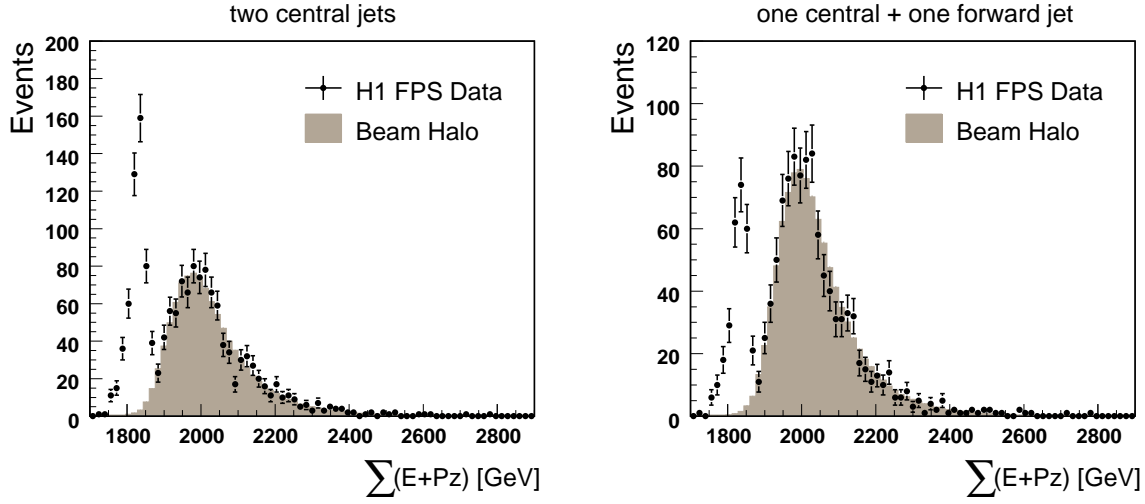 two central jets
Events
200
180
160
140
120
100
80
60
40
20
0
H1 FPS Data
Beam Halo
1800 2000 2200 2400 2600 2800
∑(E+Pz) [GeV]
one central + one forward jet
Events
120
100
80
60
40
20
0
H1 FPS Data
Beam Halo
1800 2000 2200 2400 2600 2800
∑(E+Pz) [GeV]